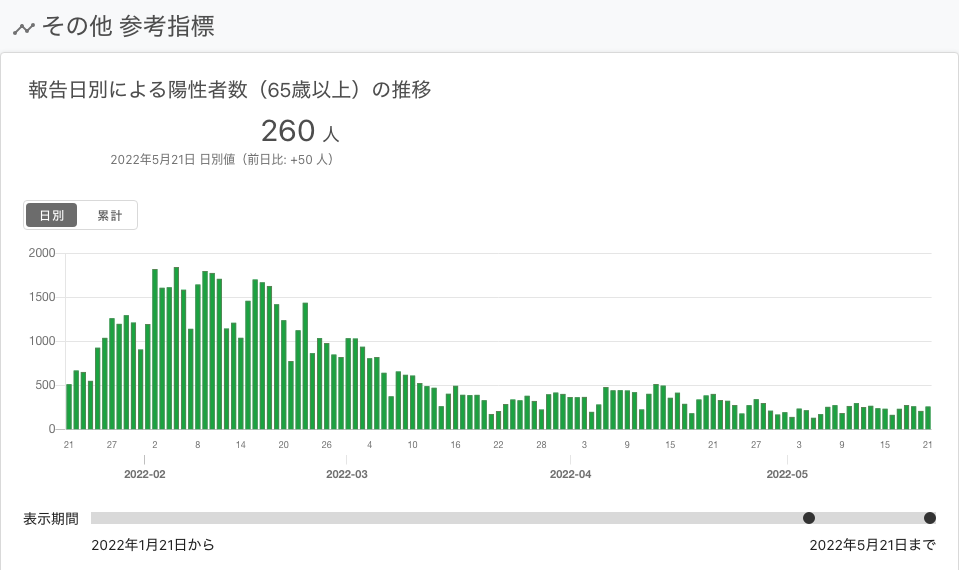 その他 参考指標
報告日別による陽性者数（65歳以上）の推移
260 人
2022年5月21日 日別値（前日比: +50 人）
日別 累計
2000
1500
1000
500
0
21 27 2 8 14 20 26 4 10 16 22 28 3 9 15 21 27 3 9 15 21
2022-02 2022-03 2022-04 2022-05
表示期間
2022年1月21日から 2022年5月21日まで